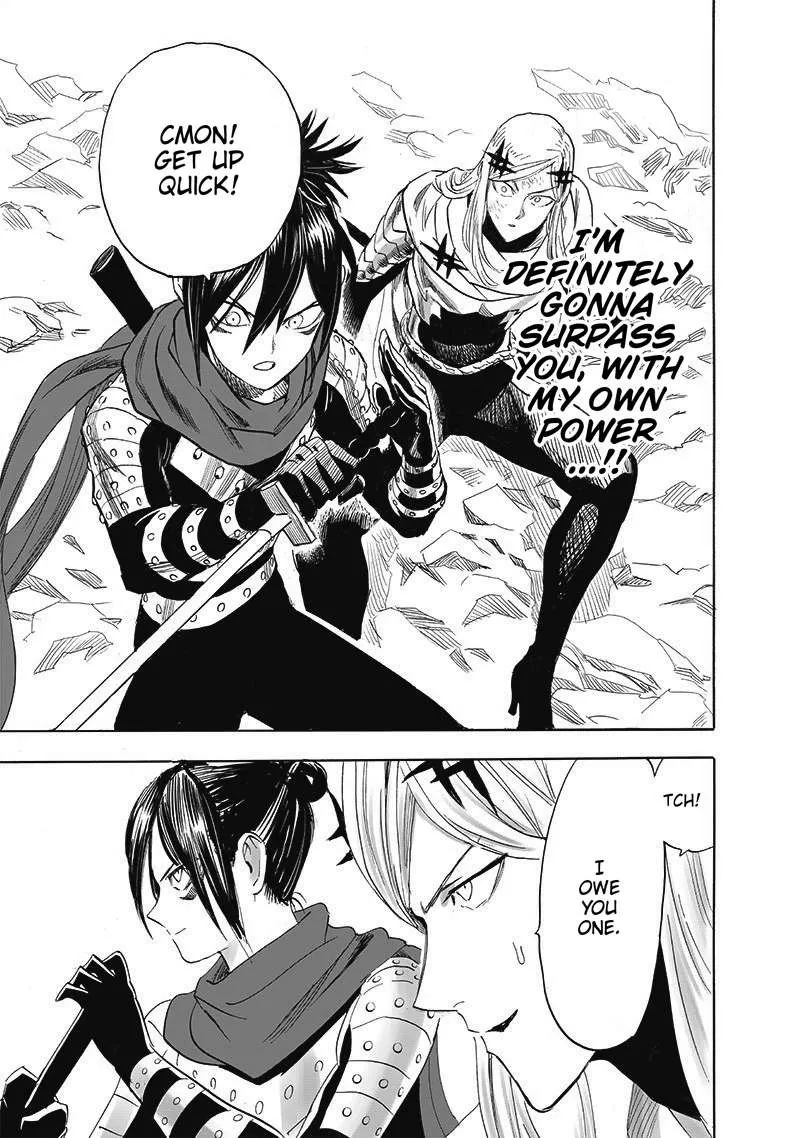 CMON!
GET UP
QUICK!
I'M
DEFINITELY
GONNA
SURPASS
YOU, WITH
MY OWN
POWER
....!!
TCH!
I
OWE
YOU
ONE.